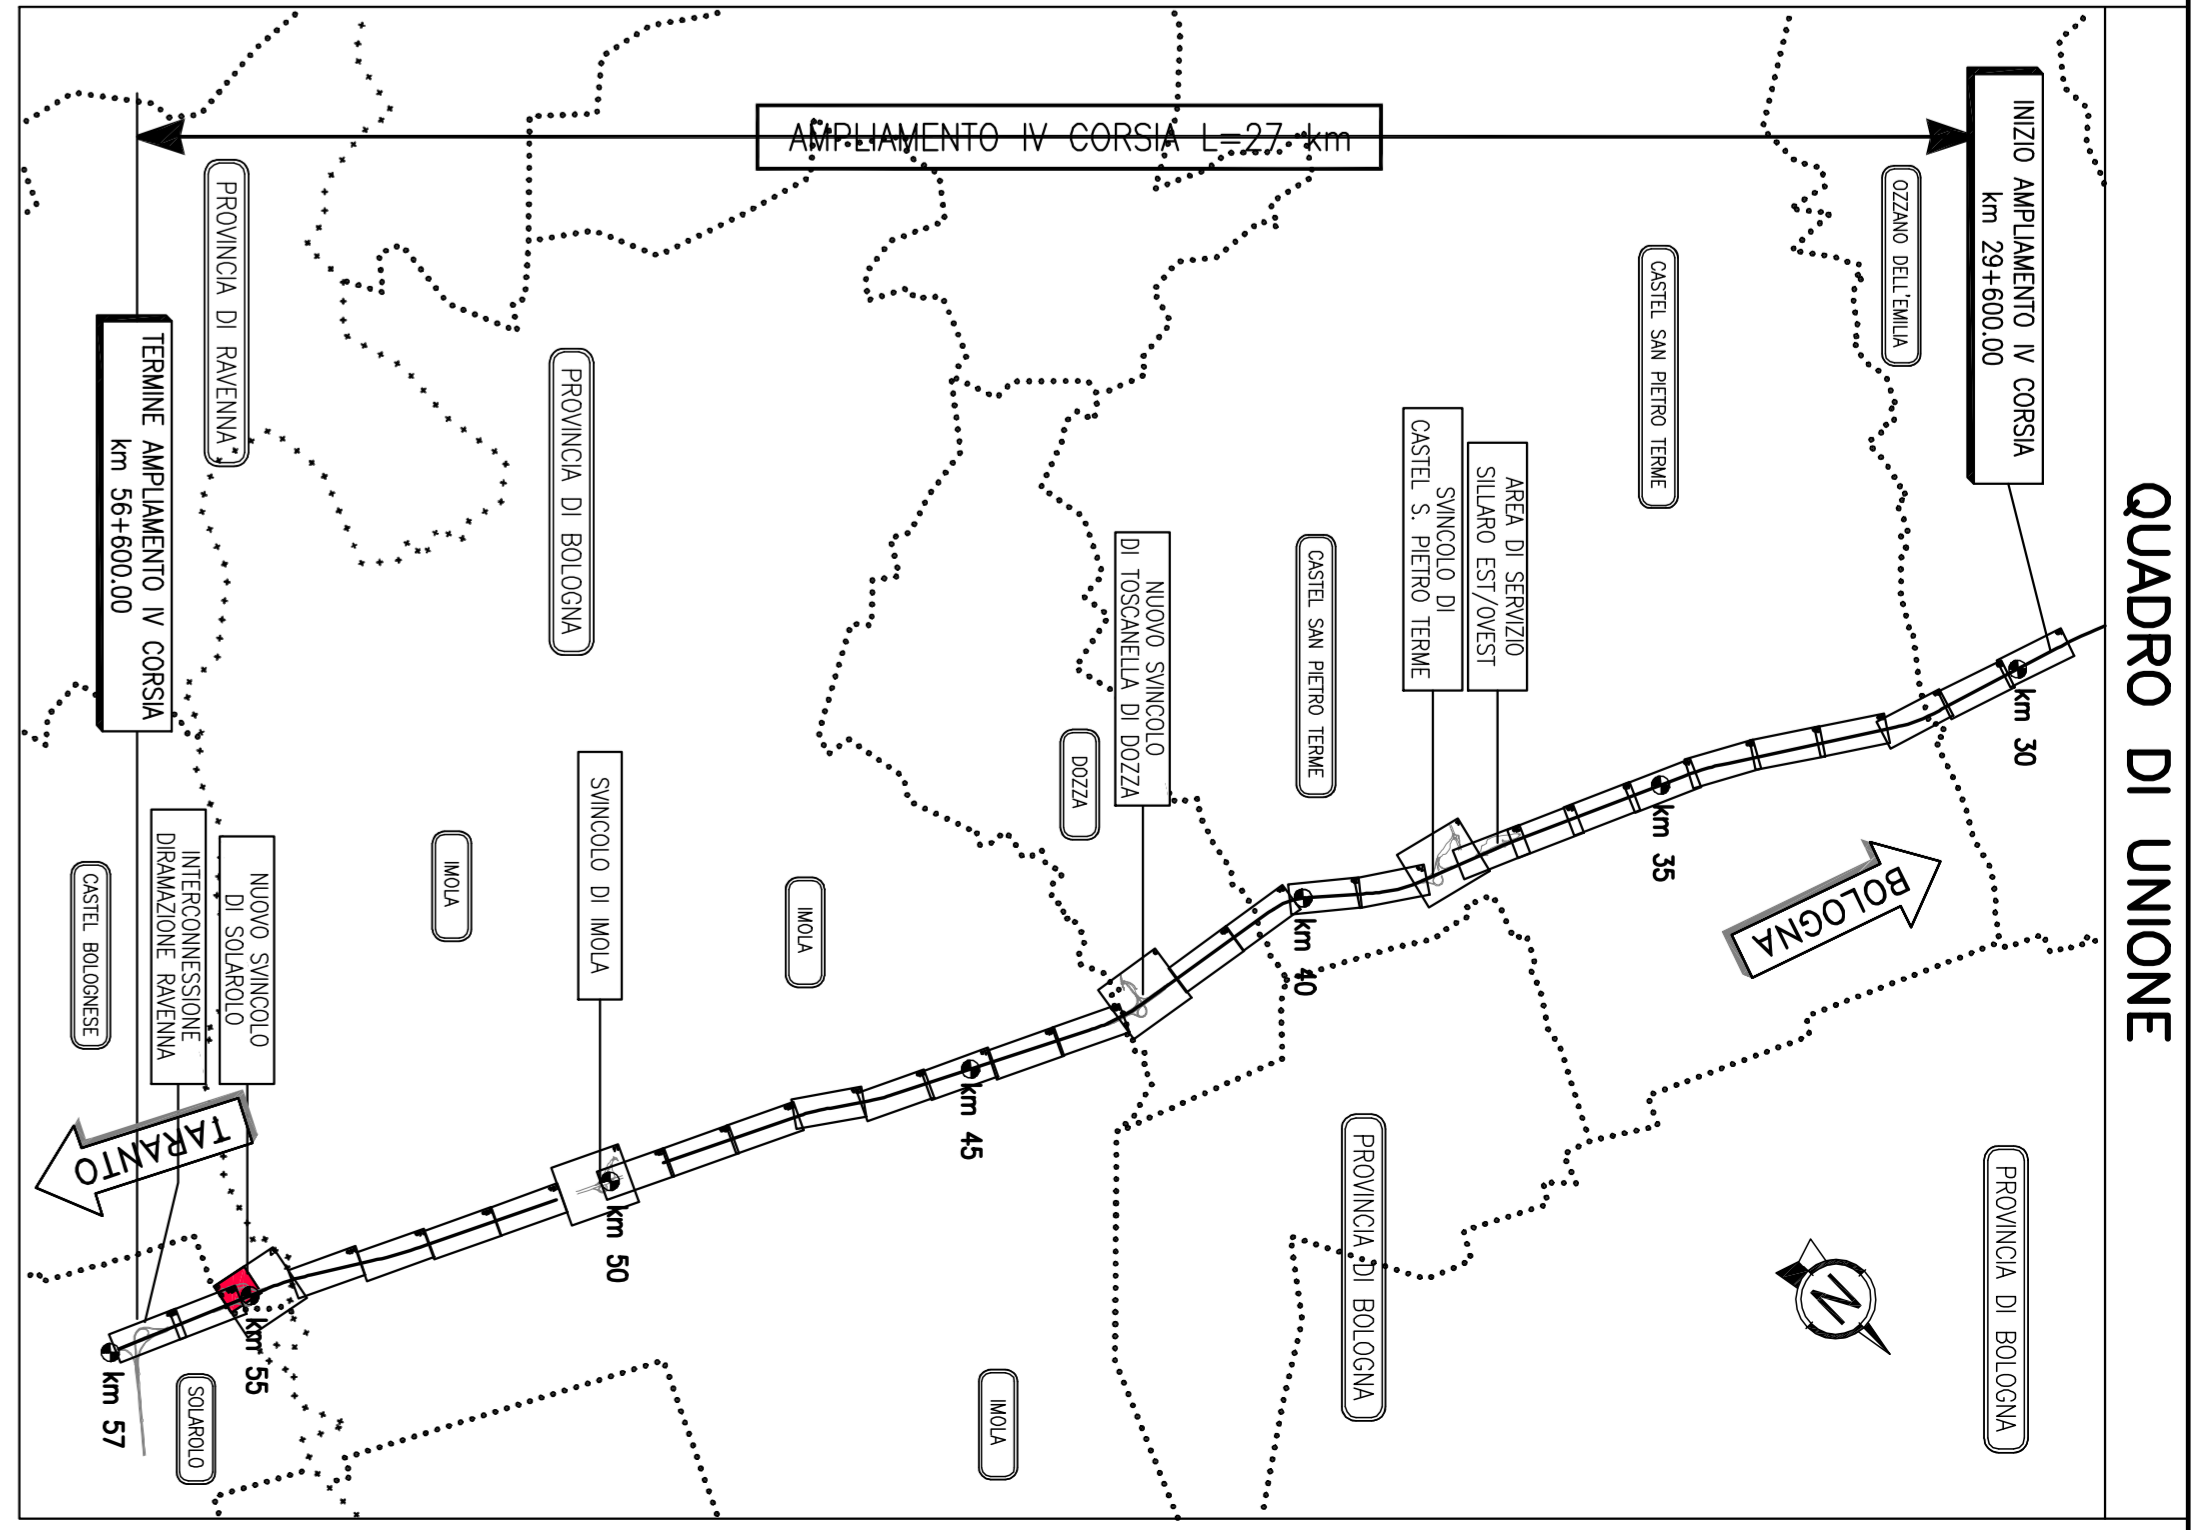 QUADRO DI UNIONE
INIZIO AMPLIAMENTO IV CORSIA
km 29+600.00
AMPLIAMENTO IV CORSIA L=27 km
TERMINE AMPLIAMENTO IV CORSIA
km 56+600.00
OZZANO DELL'EMILIA
CASTEL SAN PIETRO TERME
PROVINCIA DI RAVENNA
PROVINCIA DI BOLOGNA
AREA DI SERVIZIO
SILLARO EST/OVEST
SVINCOLO DI
CASTEL S. PIETRO TERME
CASTEL SAN PIETRO TERME
NUOVO SVINCOLO
DI TOSCANELLA DI DOZZA
DOZZA
SVINCOLO DI IMOLA
IMOLA
IMOLA
NUOVO SVINCOLO
DI SOLAROLO
INTERCONNESSIONE
DIRAMAZIONE RAVENNA
CASTEL BOLOGNESE
km 30
km 35
km 40
km 45
km 50
km 55
km 57
BOLOGNA
TARANTO
PROVINCIA DI BOLOGNA
PROVINCIA DI BOLOGNA
N
IMOLA
SOLAROLO